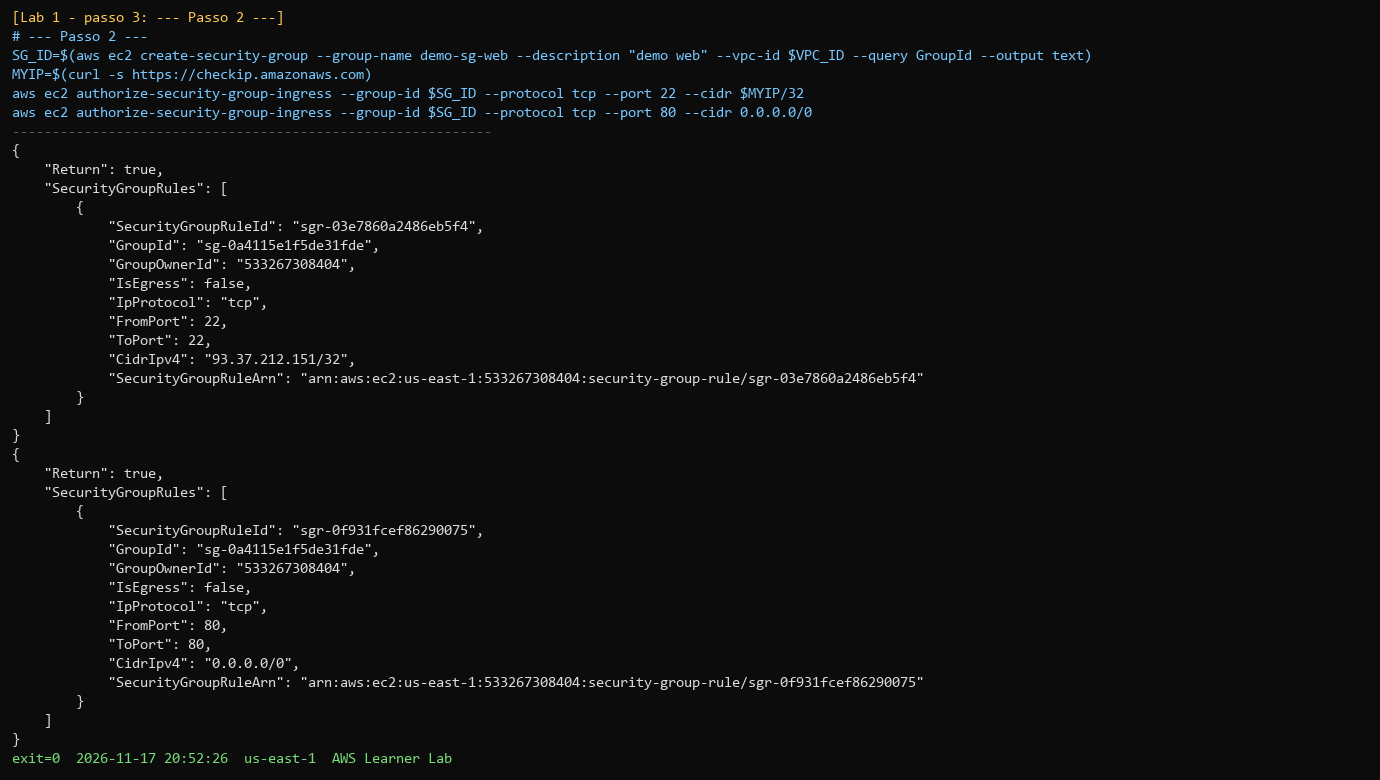 [Lab 1 - passo 3: --- Passo 2 ---]
# --- Passo 2 ---
SG_ID=$(aws ec2 create-security-group --group-name demo-sg-web --description "demo web" --vpc-id $VPC_ID --query GroupId --output text)
MYIP=$(curl -s https://checkip.amazonaws.com)
aws ec2 authorize-security-group-ingress --group-id $SG_ID --protocol tcp --port 22 --cidr $MYIP/32
aws ec2 authorize-security-group-ingress --group-id $SG_ID --protocol tcp --port 80 --cidr 0.0.0.0/0
------------------------------------------------------------
{
    "Return": true,
    "SecurityGroupRules": [
        {
            "SecurityGroupRuleId": "sgr-03e7860a2486eb5f4",
            "GroupId": "sg-0a4115e1f5de31fde",
            "GroupOwnerId": "533267308404",
            "IsEgress": false,
            "IpProtocol": "tcp",
            "FromPort": 22,
            "ToPort": 22,
            "CidrIpv4": "93.37.212.151/32",
            "SecurityGroupRuleArn": "arn:aws:ec2:us-east-1:533267308404:security-group-rule/sgr-03e7860a2486eb5f4"
        }
    ]
}
{
    "Return": true,
    "SecurityGroupRules": [
        {
            "SecurityGroupRuleId": "sgr-0f931fcef86290075",
            "GroupId": "sg-0a4115e1f5de31fde",
            "GroupOwnerId": "533267308404",
            "IsEgress": false,
            "IpProtocol": "tcp",
            "FromPort": 80,
            "ToPort": 80,
            "CidrIpv4": "0.0.0.0/0",
            "SecurityGroupRuleArn": "arn:aws:ec2:us-east-1:533267308404:security-group-rule/sgr-0f931fcef86290075"
        }
    ]
}
exit=0  2026-11-17 20:52:26  us-east-1  AWS Learner Lab